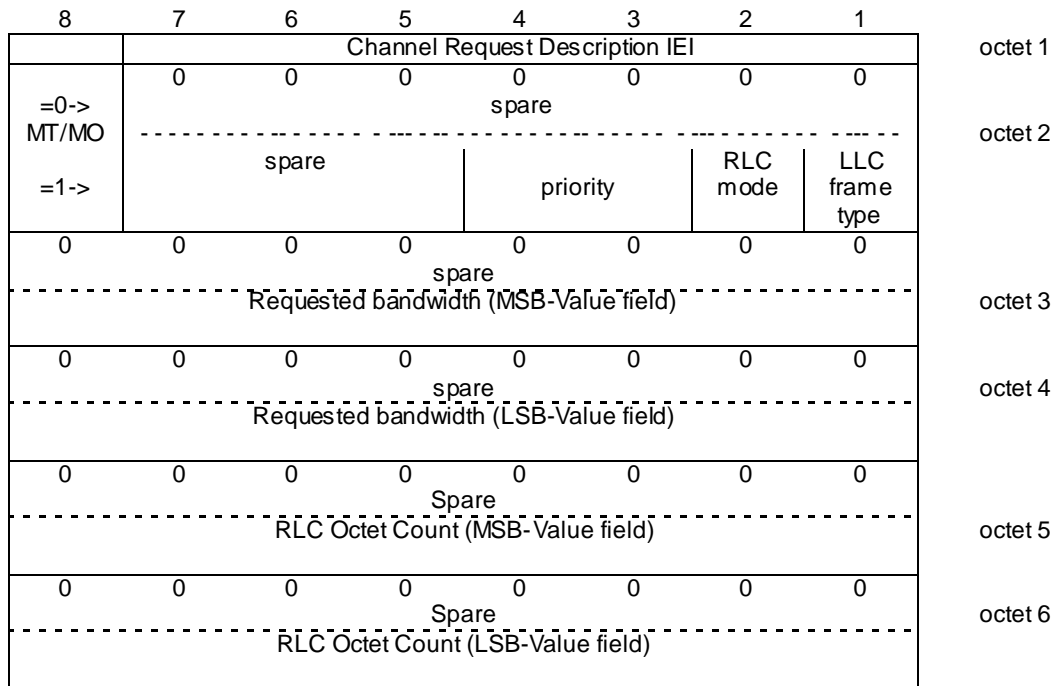 8 7 6 5 4 3 2 1
Channel Request Description IEI octet 1
0 0 0 0 0 0 0
=0-> spare
MT/MO octet 2
spare RLC LLC
=1-> priority mode frame
type
0 0 0 0 0 0 0 0
spare
Requested bandwidth (MSB-Value field) octet 3
0 0 0 0 0 0 0 0
spare octet 4
Requested bandwidth (LSB-Value field)
0 0 0 0 0 0 0 0
Spare
RLC Octet Count (MSB-Value field) octet 5
0 0 0 0 0 0 0 0
Spare octet 6
RLC Octet Count (LSB-Value field)